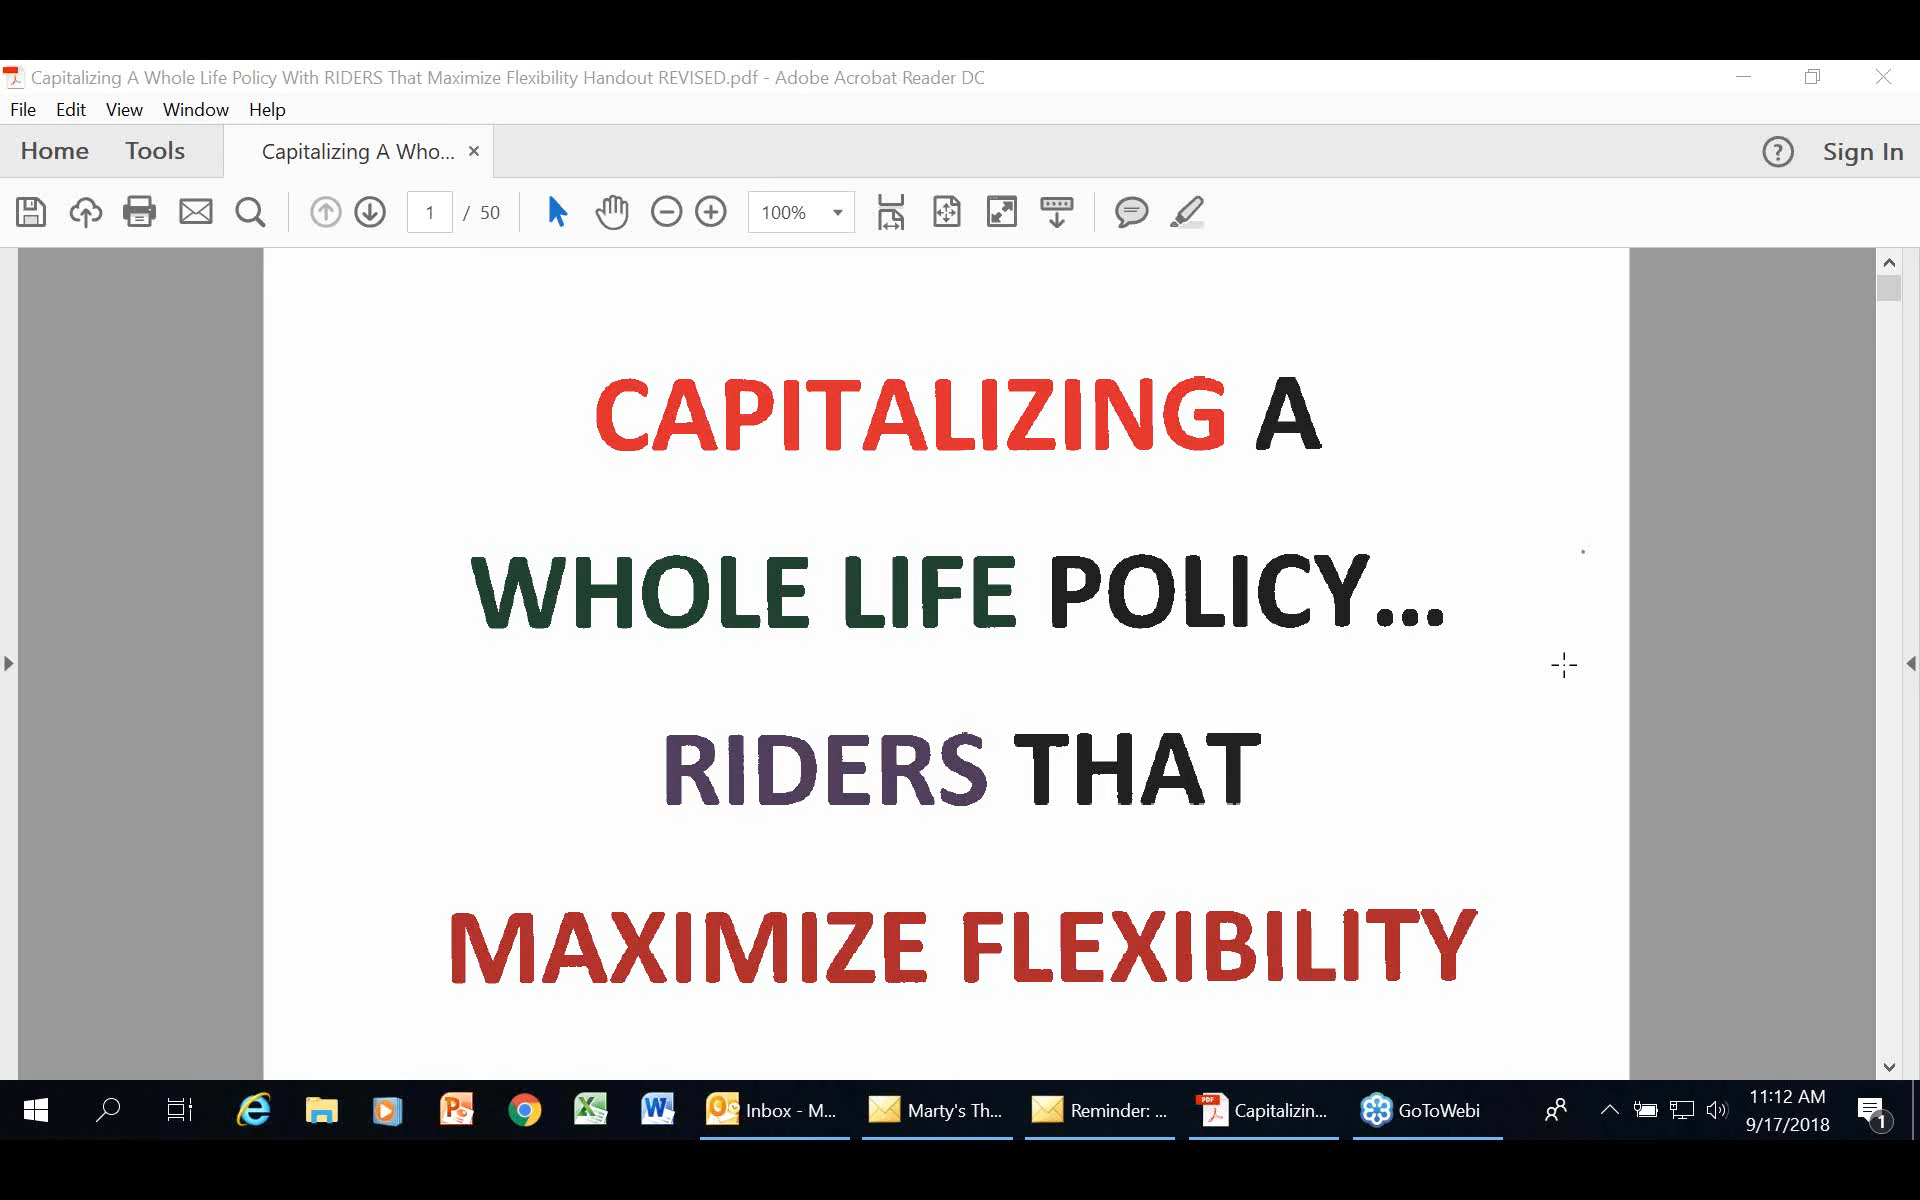 Capitalizing A Whole Life Policy With RIDERS That Maximize Flexibility Handout REVISED.pdf - Adobe Acrobat Reader DC
File Edit View Window Help
Home Tools Capitalizing A Who... × ? Sign In
1 / 50 100%
CAPITALIZING A
WHOLE LIFE POLICY...
RIDERS THAT
MAXIMIZE FLEXIBILITY
Inbox - M... Marty's Th... Reminder: ... Capitalizin... GoToWebi
11:12 AM
9/17/2018
1